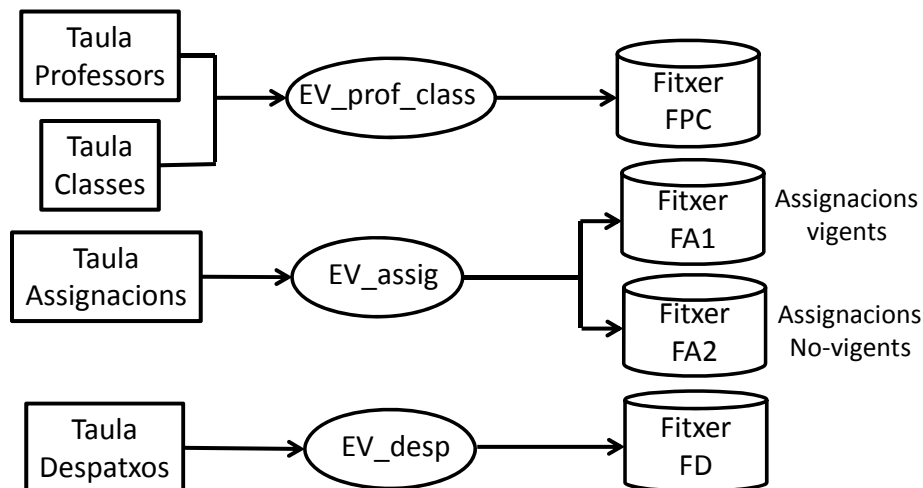 Taula
Professors
EV_prof_class
Fitxer
FPC
Taula
Classes
Fitxer
FA1
Assignacions
vigents
Taula
Assignacions
EV_assig
Fitxer
FA2
Assignacions
No-vigents
Taula
Despatxos
EV_desp
Fitxer
FD